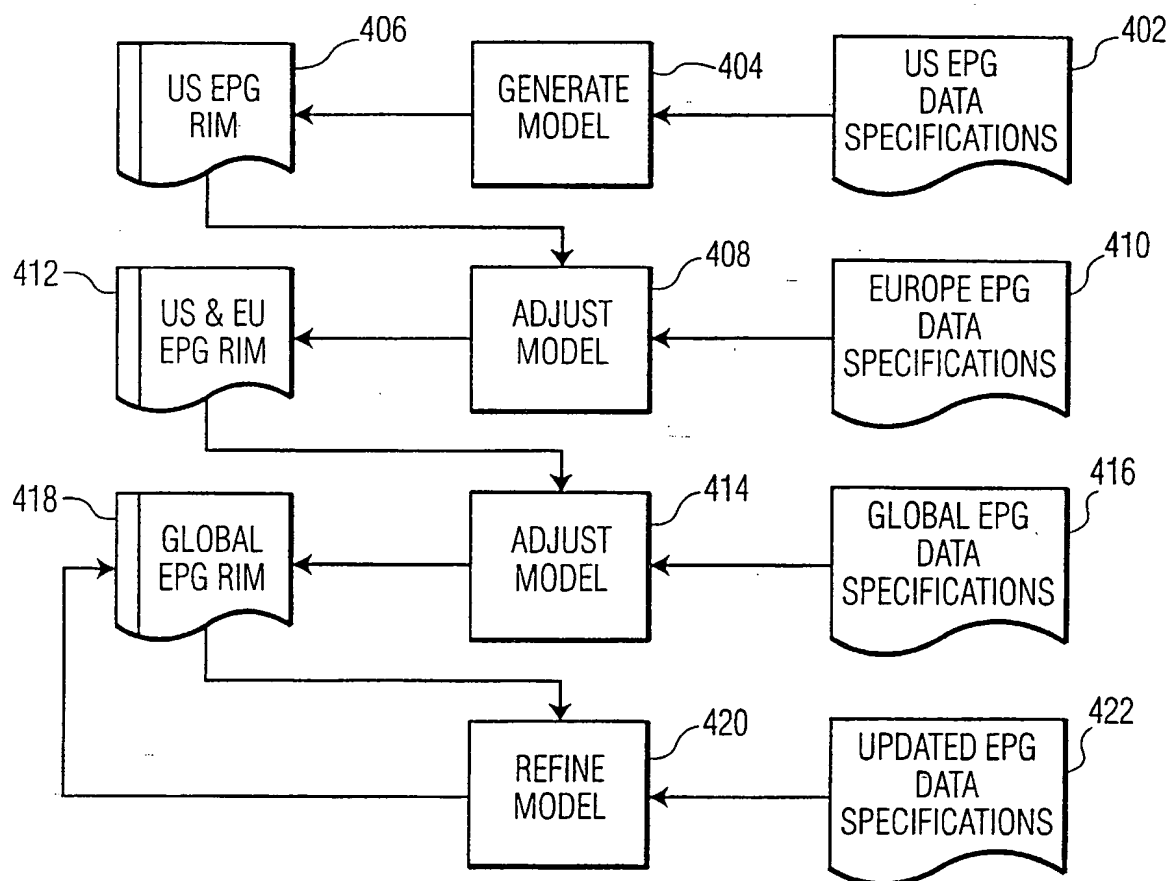 406
US EPG
RIM
404
GENERATE
MODEL
402
US EPG
DATA
SPECIFICATIONS
412
US & EU
EPG RIM
408
ADJUST
MODEL
410
EUROPE EPG
DATA
SPECIFICATIONS
418
GLOBAL
EPG RIM
414
ADJUST
MODEL
416
GLOBAL EPG
DATA
SPECIFICATIONS
420
REFINE
MODEL
422
UPDATED EPG
DATA
SPECIFICATIONS